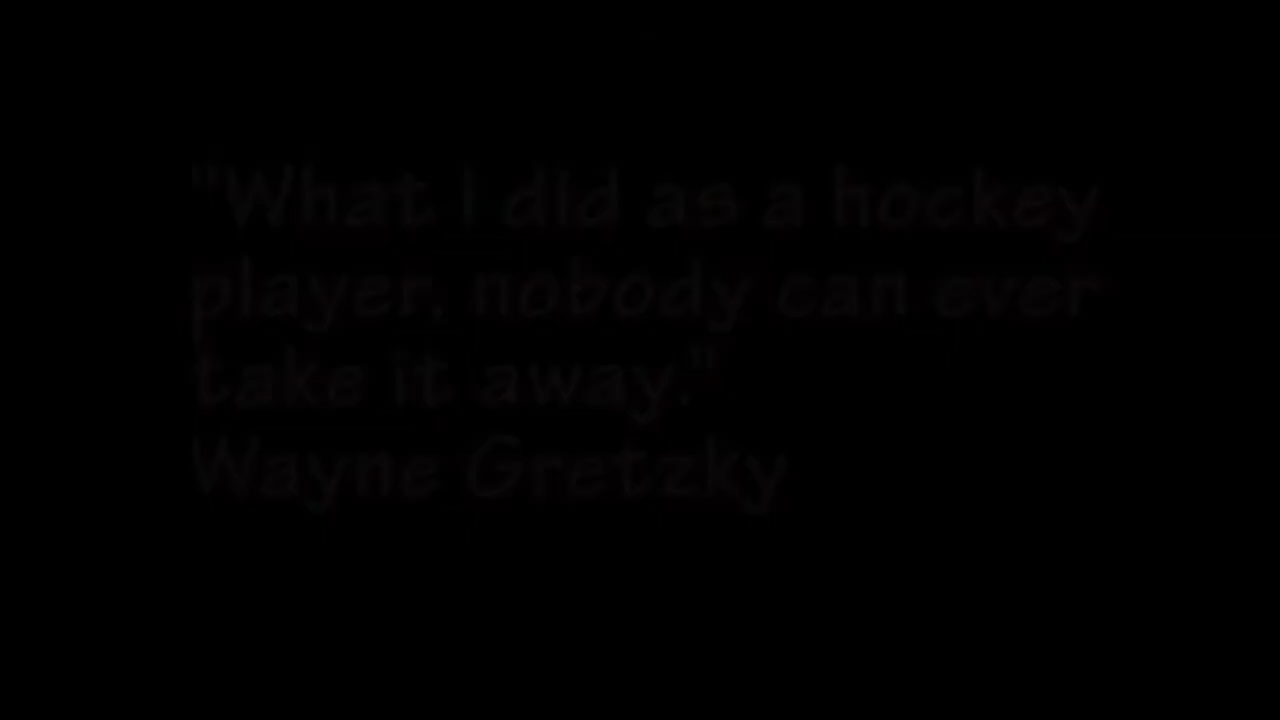 "What I did as a hockey
player, nobody can ever
take it away."
Wayne Gretzky